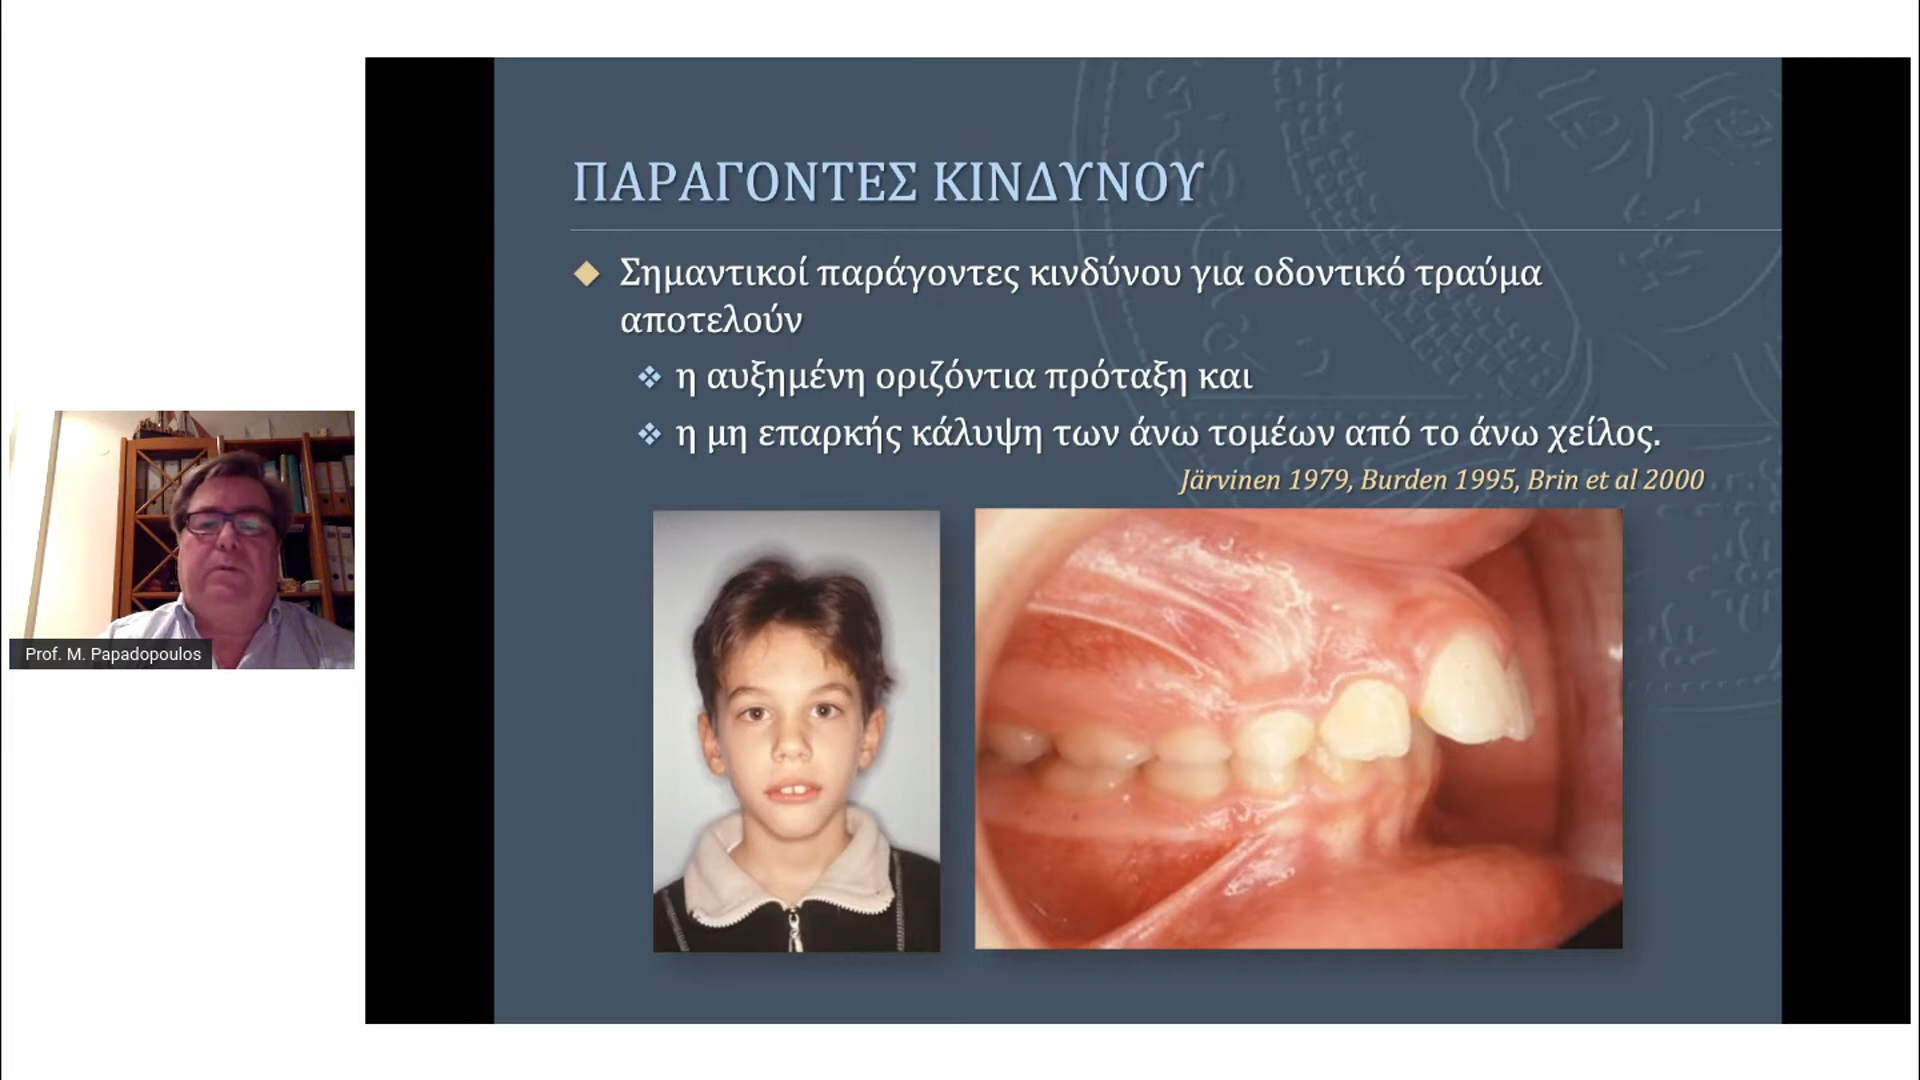 ΠΑΡΑΓΟΝΤΕΣ ΚΙΝΔΥΝΟΥ
Σημαντικοί παράγοντες κινδύνου για οδοντικό τραύμα
αποτελούν
η αυξημένη οριζόντια πρόταξη και
η μη επαρκής κάλυψη των άνω τομέων από το άνω χείλος.
Järvinen 1979, Burden 1995, Brin et al 2000
Prof. M. Papadopoulos